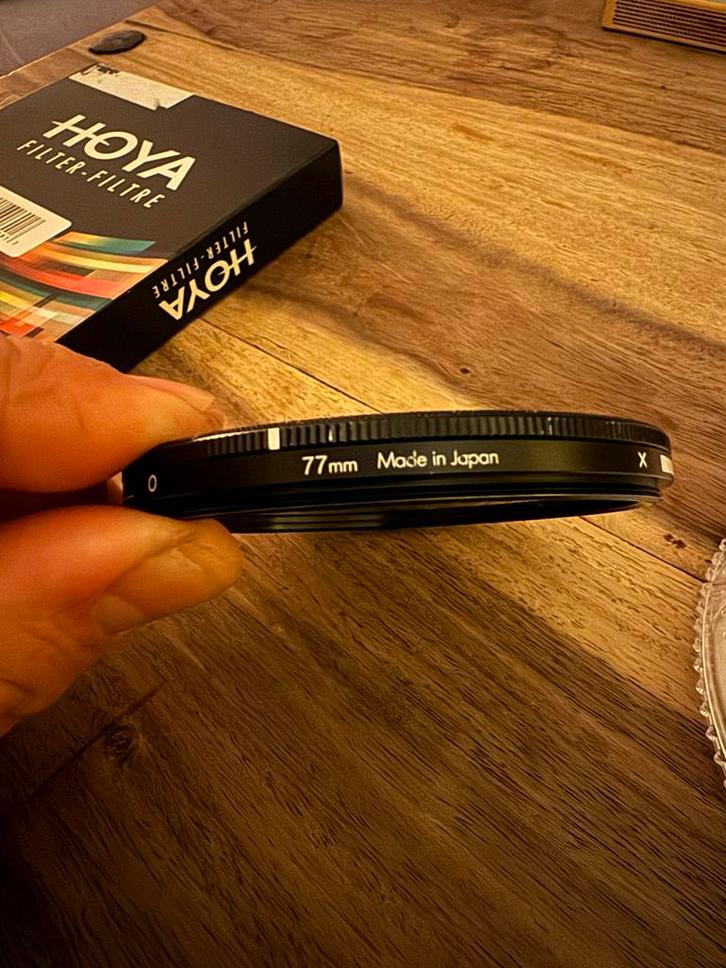 HOYA
FILTER-FILTRE
HOYA
FILTER-FILTRE
O 77mm Made in Japan X